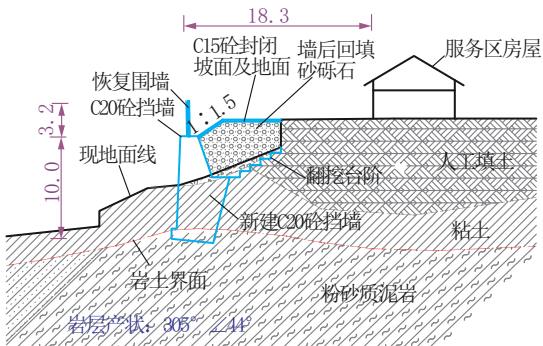 18.3
C15砼封闭
坡面及地面
墙后回填
砂砾石
服务区房屋
恢复围墙
C20砼挡墙
1:1.5
3.2
10.0
现地面线
人工填土
翻挖台阶
新建C20砼挡墙
粘土
岩土界面
粉砂质泥岩
岩层产状: 305° ∠44°